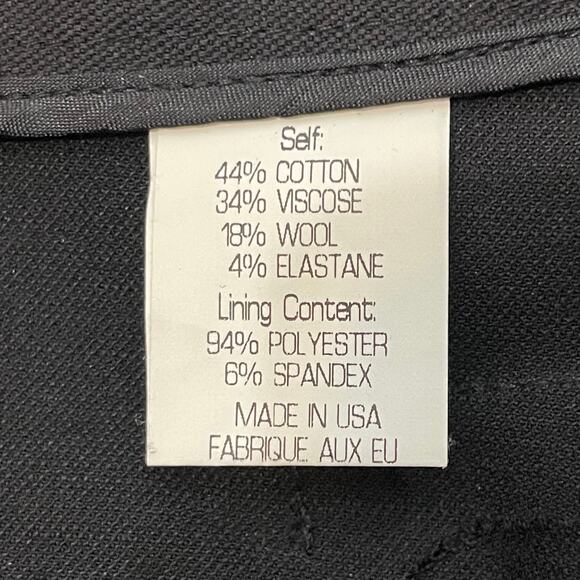 Self:
44% COTTON
34% VISCOSE
18% WOOL
4% ELASTANE
Lining Content:
94% POLYESTER
6% SPANDEX
MADE IN USA
FABRIQUE AUX EU